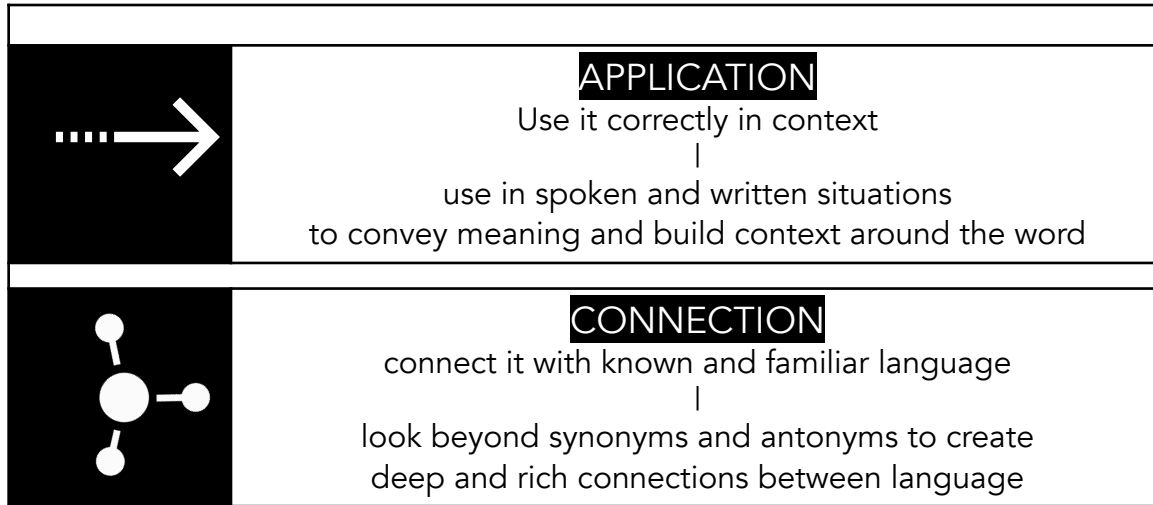 APPLICATION
Use it correctly in context
|
use in spoken and written situations
to convey meaning and build context around the word
CONNECTION
connect it with known and familiar language
|
look beyond synonyms and antonyms to create
deep and rich connections between language